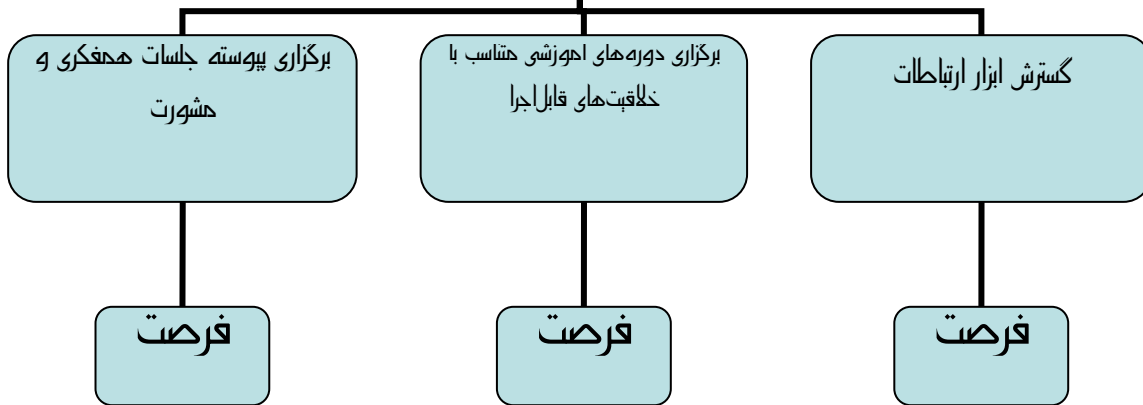 گسترش ابزار ارتباطات
برگزاری دوره‌های اموزشی متناسب با
خلاقیت‌های قابل‌اجرا
برگزاری پیوسته جلسات همفکری و
مشورت
فرصت
فرصت
فرصت